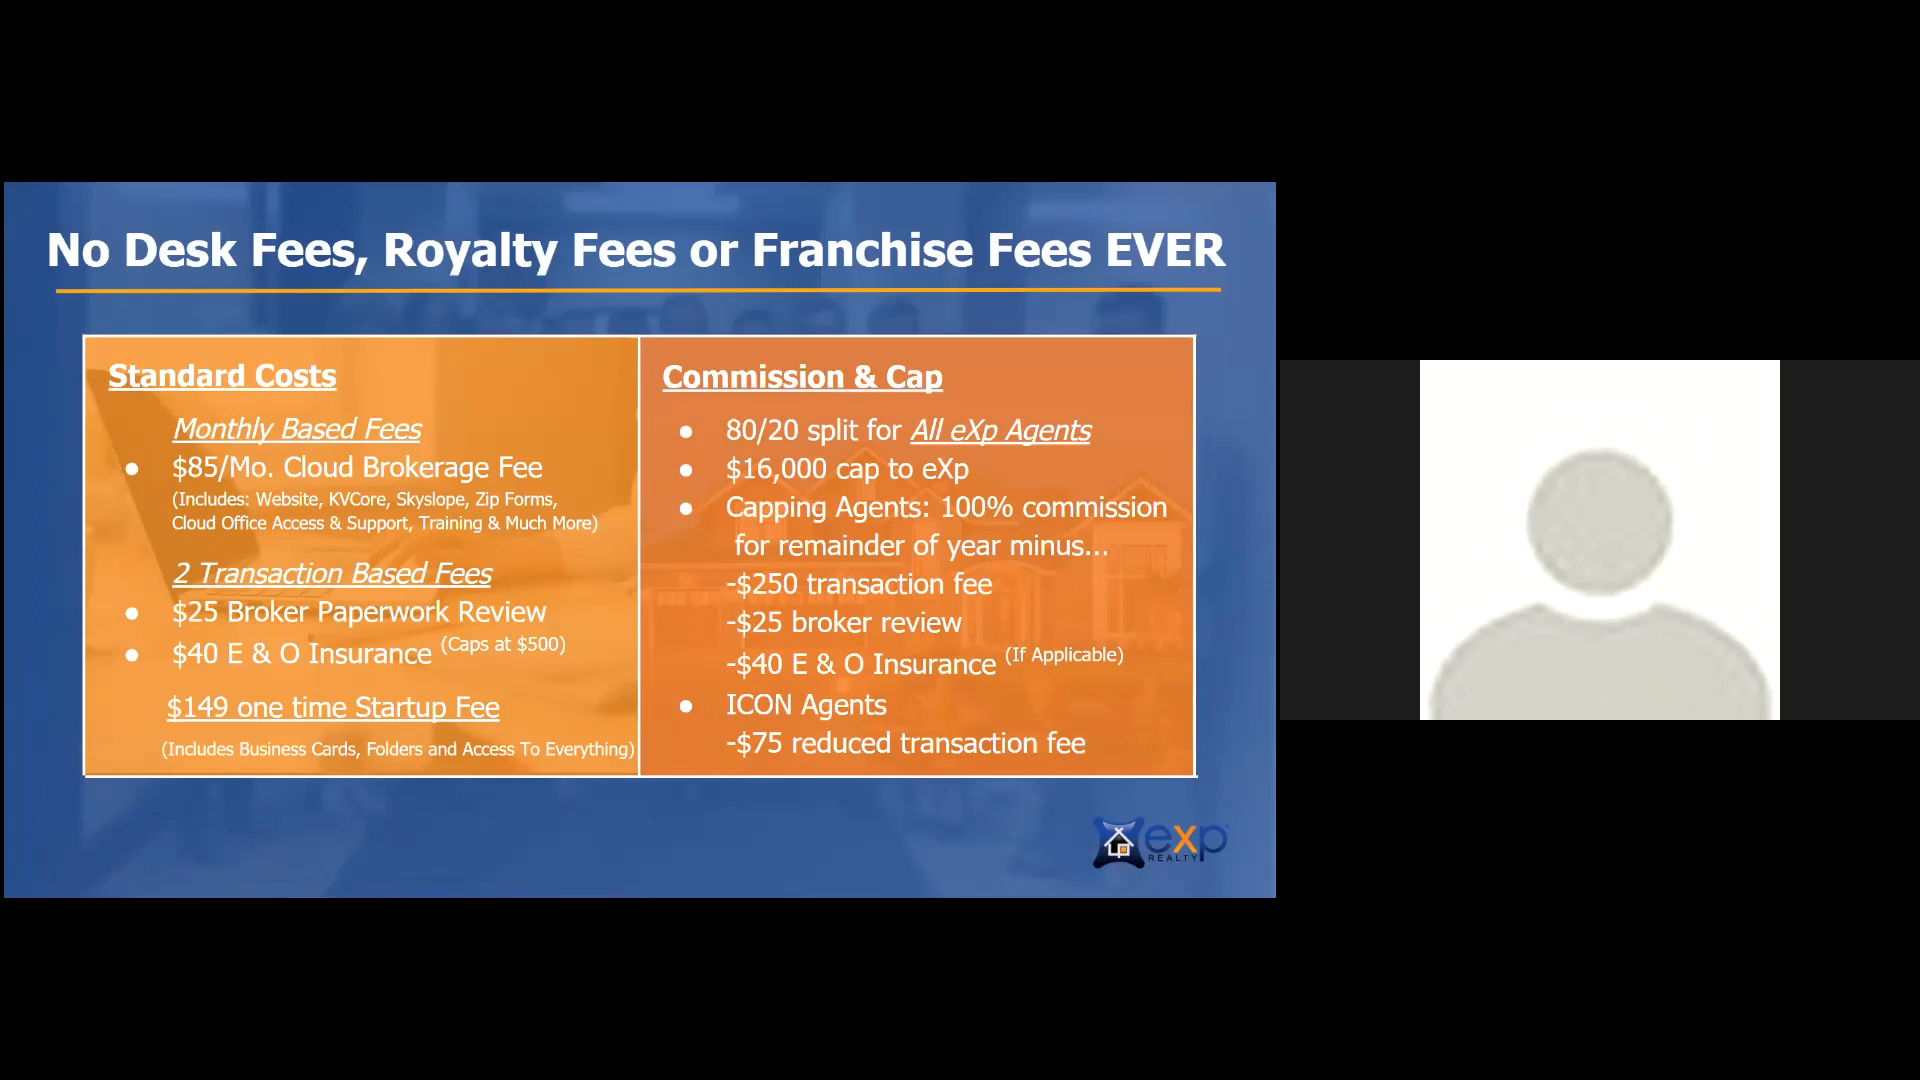 No Desk Fees, Royalty Fees or Franchise Fees EVER
Standard Costs
Monthly Based Fees
● $85/Mo. Cloud Brokerage Fee
(Includes: Website, KVCore, Skyslope, Zip Forms,
Cloud Office Access & Support, Training & Much More)
2 Transaction Based Fees
● $25 Broker Paperwork Review
● $40 E & O Insurance (Caps at $500)
$149 one time Startup Fee
(Includes Business Cards, Folders and Access To Everything)
Commission & Cap
● 80/20 split for All eXp Agents
● $16,000 cap to eXp
● Capping Agents: 100% commission
for remainder of year minus...
-$250 transaction fee
-$25 broker review
-$40 E & O Insurance (If Applicable)
● ICON Agents
-$75 reduced transaction fee
eXp
REALTY